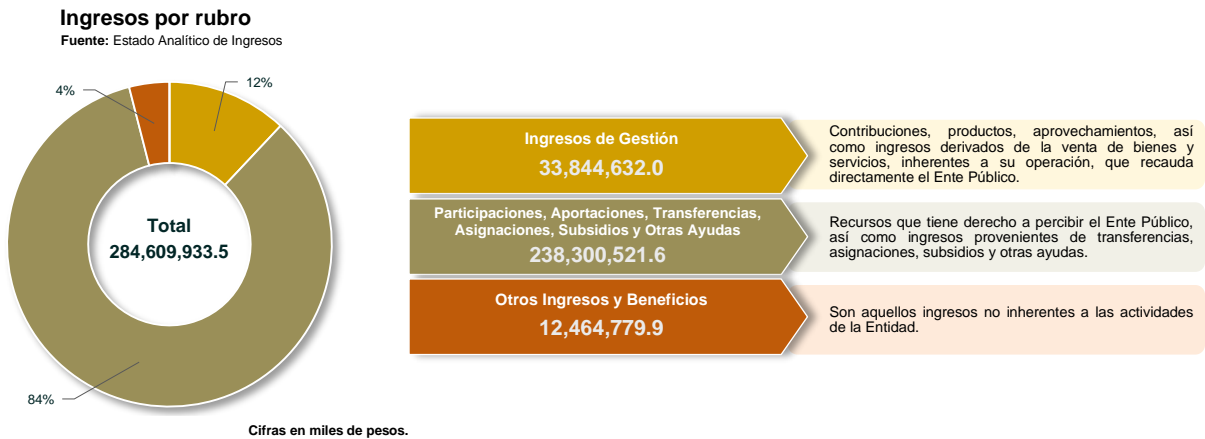 Ingresos por rubro
Fuente: Estado Analítico de Ingresos
12%
4%
Total
284,609,933.5
84%
Ingresos de Gestión
33,844,632.0
Contribuciones, productos, aprovechamientos, así
como ingresos derivados de la venta de bienes y
servicios, inherentes a su operación, que recauda
directamente el Ente Público.
Participaciones, Aportaciones, Transferencias,
Asignaciones, Subsidios y Otras Ayudas
238,300,521.6
Recursos que tiene derecho a percibir el Ente Público,
así como ingresos provenientes de transferencias,
asignaciones, subsidios y otras ayudas.
Otros Ingresos y Beneficios
12,464,779.9
Son aquellos ingresos no inherentes a las actividades
de la Entidad.
Cifras en miles de pesos.